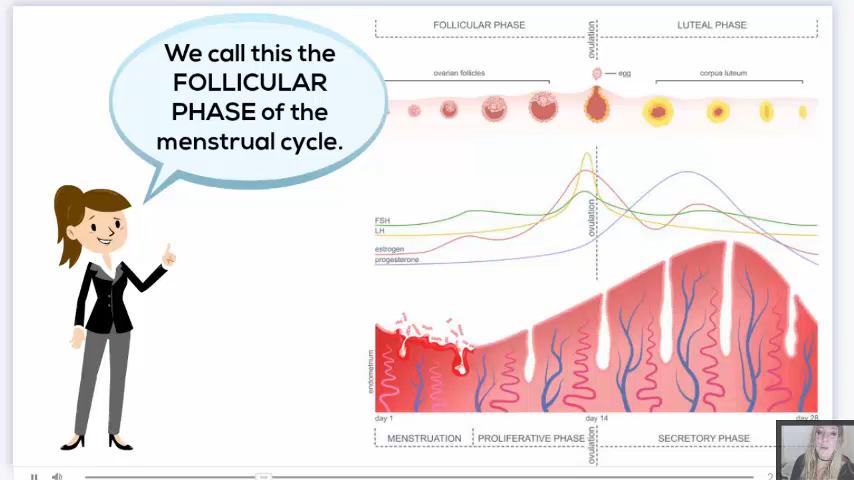 We call this the
FOLLICULAR
PHASE of the
menstrual cycle.
FOLLICULAR PHASE
ovulation
LUTEAL PHASE
ovarian follicles
egg
corpus luteum
FSH
LH
estrogen
progesterone
ovulation
endometrium
day 1
day 14
day 28
MENSTRUATION
PROLIFERATIVE PHASE
ovulation
SECRETORY PHASE